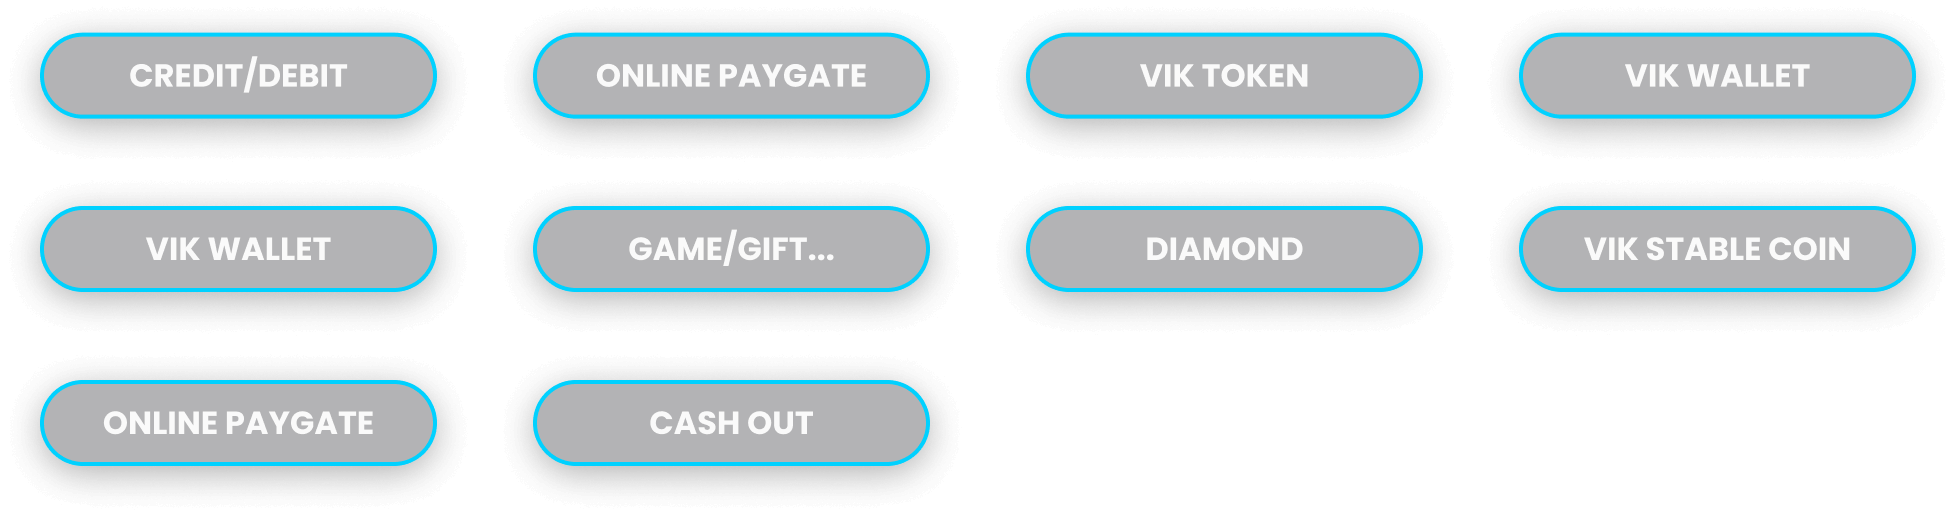 CREDIT/DEBIT
ONLINE PAYGATE
VIK TOKEN
VIK WALLET
VIK WALLET
GAME/GIFT...
DIAMOND
VIK STABLE COIN
ONLINE PAYGATE
CASH OUT